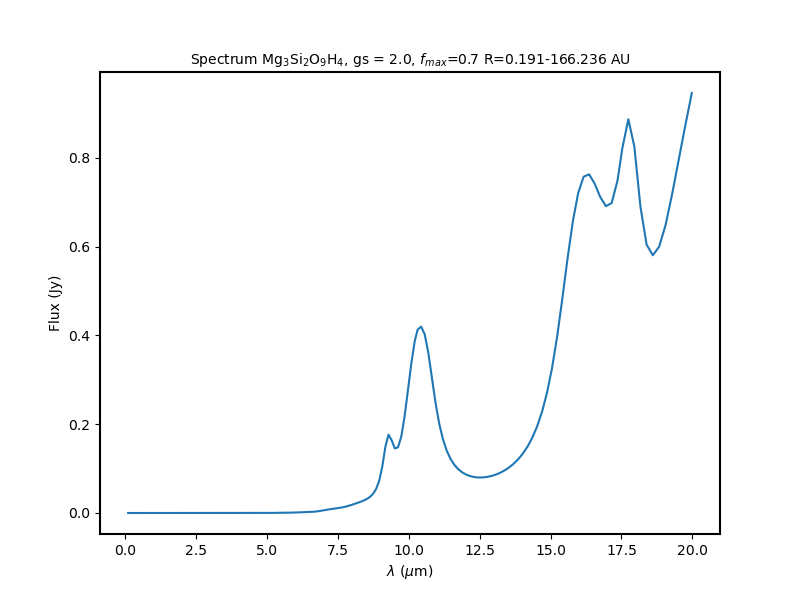 Spectrum Mg₃Si₂O₉H₄, gs = 2.0, fₘₐₓ=0.7 R=0.191-166.236 AU
Flux (Jy)
0.8
0.6
0.4
0.2
0.0
0.0 2.5 5.0 7.5 10.0 12.5 15.0 17.5 20.0
λ (μm)